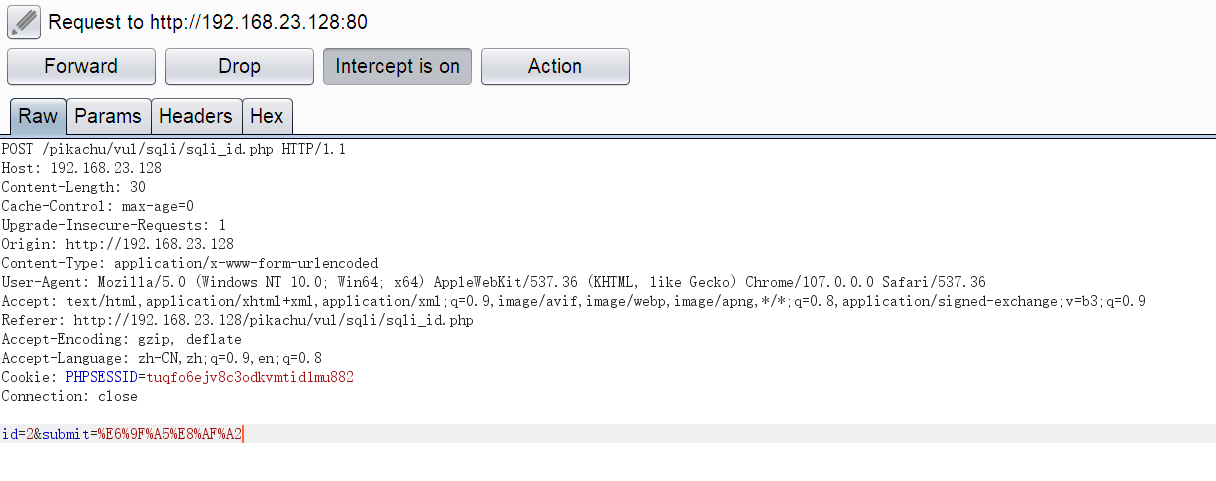 Request to http://192.168.23.128:80
Forward Drop Intercept is on Action
Raw Params Headers Hex
POST /pikachu/vul/sqli/sqli_id.php HTTP/1.1
Host: 192.168.23.128
Content-Length: 30
Cache-Control: max-age=0
Upgrade-Insecure-Requests: 1
Origin: http://192.168.23.128
Content-Type: application/x-www-form-urlencoded
User-Agent: Mozilla/5.0 (Windows NT 10.0; Win64; x64) AppleWebKit/537.36 (KHTML, like Gecko) Chrome/107.0.0.0 Safari/537.36
Accept: text/html,application/xhtml+xml,application/xml;q=0.9,image/avif,image/webp,image/apng,*/*;q=0.8,application/signed-exchange;v=b3;q=0.9
Referer: http://192.168.23.128/pikachu/vul/sqli/sqli_id.php
Accept-Encoding: gzip, deflate
Accept-Language: zh-CN,zh;q=0.9,en;q=0.8
Cookie: PHPSESSID=tuqfo6ejv8c3odkvmtid1mu882
Connection: close
id=2&submit=%E6%9F%A5%E8%AF%A2